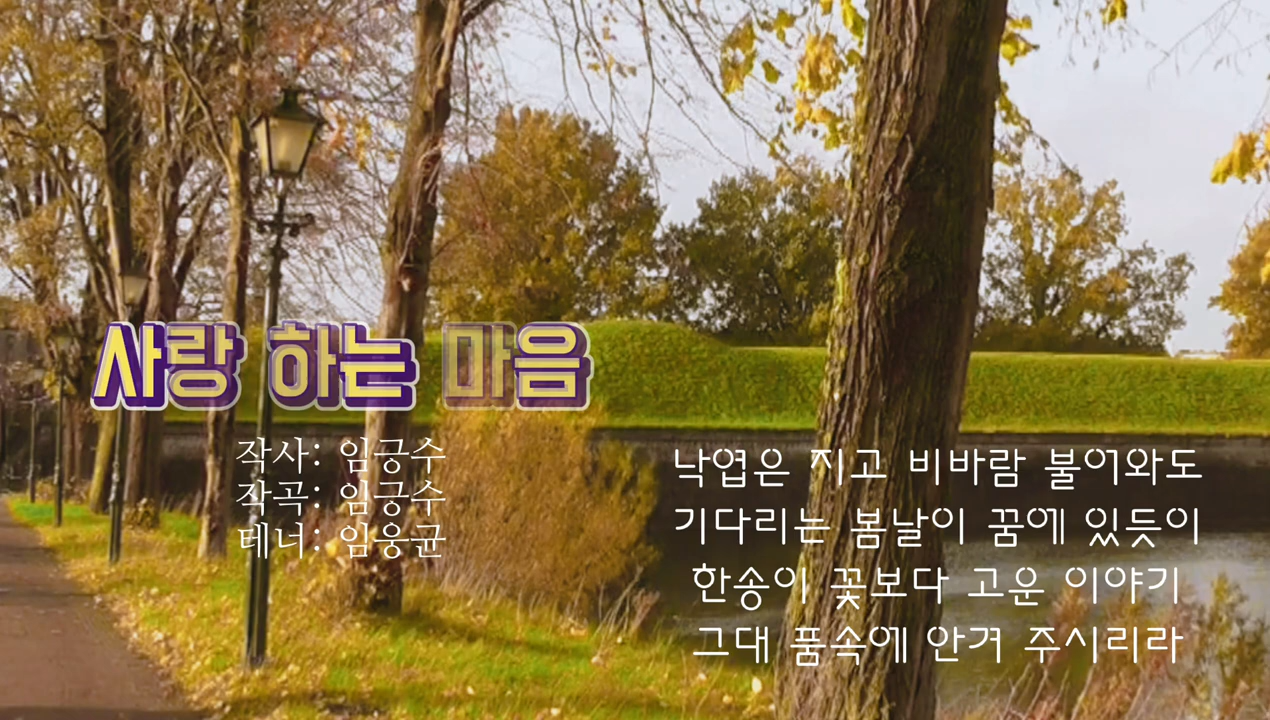 사랑 하는 마음
작사: 임긍수
작곡: 임긍수
테너: 임웅균
낙엽은 지고 비바람 불어와도
기다리는 봄날이 꿈에 있듯이
한송이 꽃보다 고운 이야기
그대 품속에 안겨 주시리라